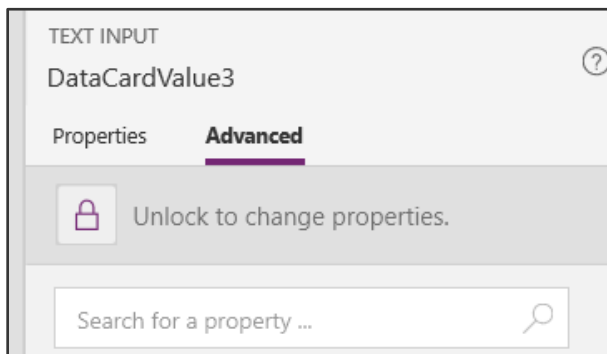 TEXT INPUT
DataCardValue3
?
Properties Advanced
Unlock to change properties.
Search for a property ...